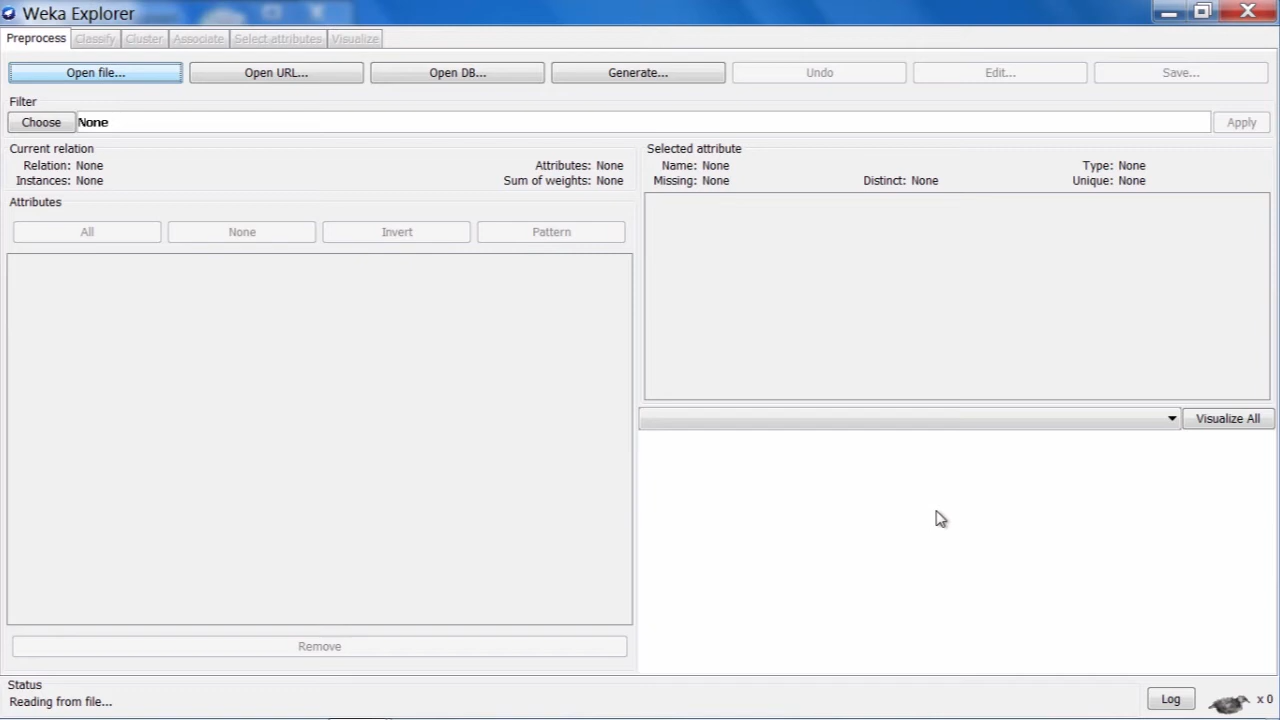 Weka Explorer
Preprocess Classify Cluster Associate Select attributes Visualize
Open file... Open URL... Open DB... Generate... Undo Edit... Save...
Filter
Choose None Apply
Current relation
Relation: None Attributes: None
Instances: None Sum of weights: None
Selected attribute
Name: None Type: None
Missing: None Distinct: None Unique: None
Attributes
All None Invert Pattern
Visualize All
Remove
Status
Reading from file...
Log x 0